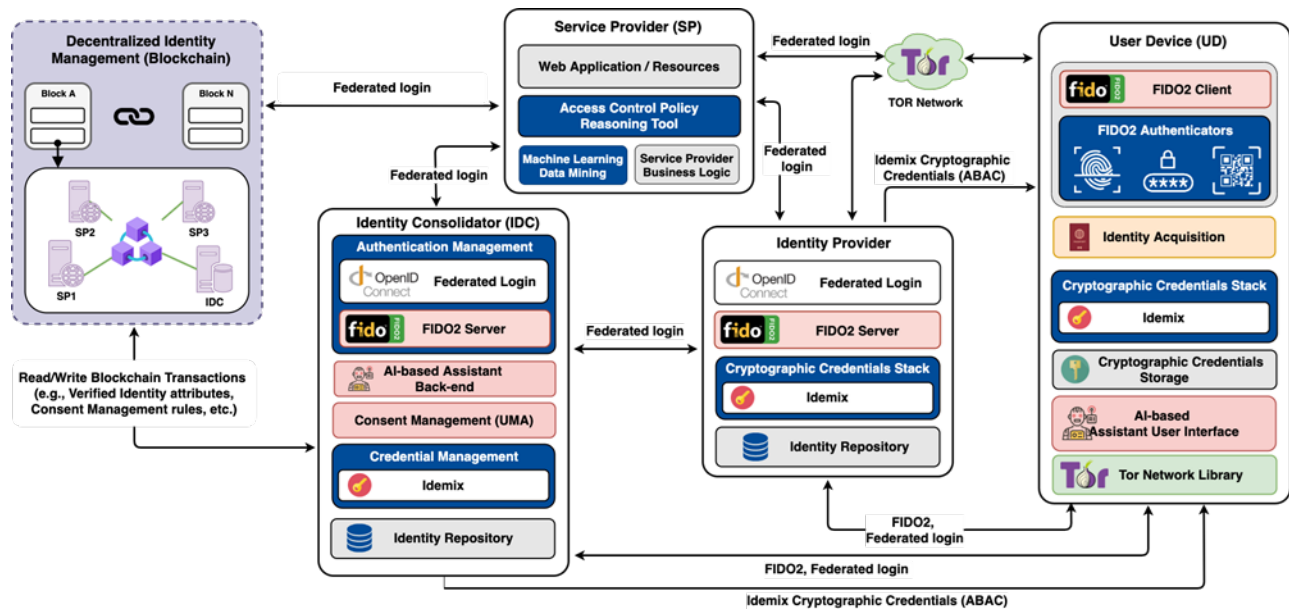 Decentralized Identity
Management (Blockchain)
Block A
Block N
SP2
SP3
SP1
IDC
Read/Write Blockchain Transactions
(e.g., Verified Identity attributes,
Consent Management rules, etc.)
Federated login
Service Provider (SP)
Web Application / Resources
Access Control Policy
Reasoning Tool
Machine Learning
Data Mining
Service Provider
Business Logic
Federated login
Federated login
Federated login
Tor
TOR Network
Idemix Cryptographic
Credentials (ABAC)
Identity Consolidator (IDC)
Authentication Management
OpenID
Connect
Federated Login
fido
FIDO2
FIDO2 Server
AI-based Assistant
Back-end
Consent Management (UMA)
Credential Management
Idemix
Identity Repository
Federated login
Identity Provider
OpenID
Connect
Federated Login
fido
FIDO2
FIDO2 Server
Cryptographic Credentials Stack
Idemix
Identity Repository
User Device (UD)
fido
FIDO2
FIDO2 Client
FIDO2 Authenticators
****
Identity Acquisition
Cryptographic Credentials Stack
Idemix
Cryptographic Credentials
Storage
AI-based
Assistant User Interface
Tor
Tor Network Library
FIDO2,
Federated login
FIDO2, Federated login
Idemix Cryptographic Credentials (ABAC)